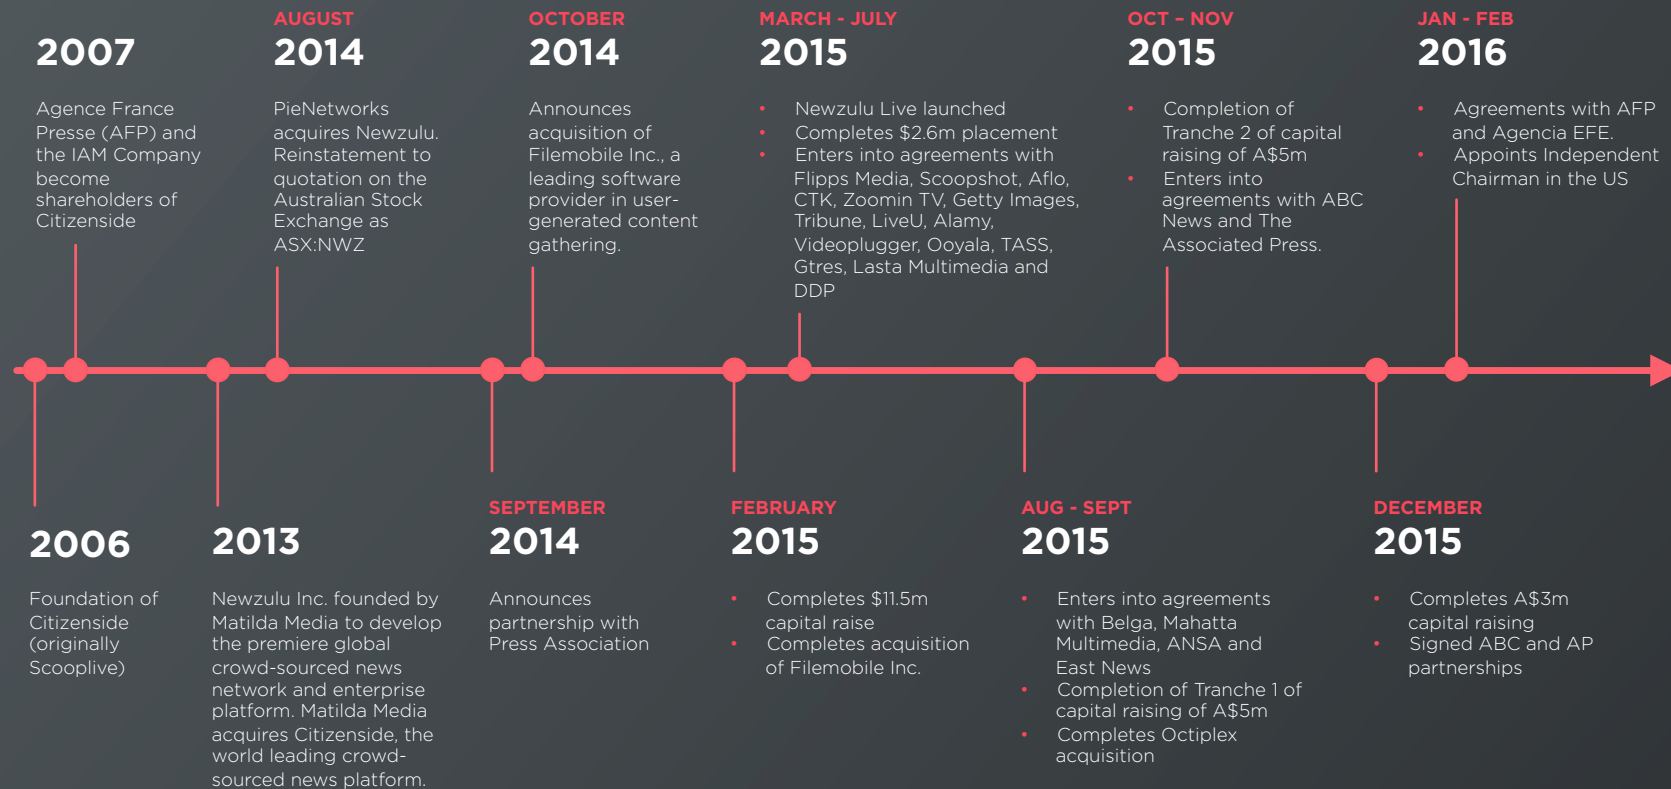 2007
Agence France
Presse (AFP) and
the IAM Company
become
shareholders of
Citizenside
AUGUST
2014
PieNetworks
acquires Newzulu.
Reinstatement to
quotation on the
Australian Stock
Exchange as
ASX:NWZ
OCTOBER
2014
Announces
acquisition of
Filemobile Inc., a
leading software
provider in user-
generated content
gathering.
MARCH - JULY
2015
• Newzulu Live launched
• Completes $2.6m placement
• Enters into agreements with
Flipps Media, Scoopshot, Aflo,
CTK, Zoomin TV, Getty Images,
Tribune, LiveU, Alamy,
Videoplugger, Ooyala, TASS,
Gtres, Lasta Multimedia and
DDP
OCT – NOV
2015
• Completion of
Tranche 2 of capital
raising of A$5m
• Enters into
agreements with ABC
News and The
Associated Press.
JAN - FEB
2016
• Agreements with AFP
and Agencia EFE.
• Appoints Independent
Chairman in the US
2006
Foundation of
Citizenside
(originally
Scooplive)
2013
Newzulu Inc. founded by
Matilda Media to develop
the premiere global
crowd-sourced news
network and enterprise
platform. Matilda Media
acquires Citizenside, the
world leading crowd-
sourced news platform.
SEPTEMBER
2014
Announces
partnership with
Press Association
FEBRUARY
2015
• Completes $11.5m
capital raise
• Completes acquisition
of Filemobile Inc.
AUG - SEPT
2015
• Enters into agreements
with Belga, Mahatta
Multimedia, ANSA and
East News
• Completion of Tranche 1 of
capital raising of A$5m
• Completes Octiplex
acquisition
DECEMBER
2015
• Completes A$3m
capital raising
• Signed ABC and AP
partnerships